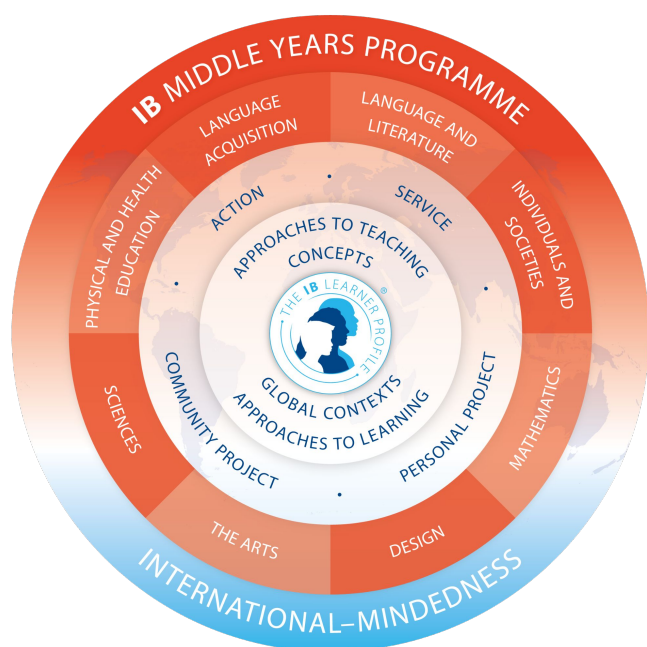 IB MIDDLE YEARS PROGRAMME
LANGUAGE
ACQUISITION
LANGUAGE AND
LITERATURE
INDIVIDUALS AND
SOCIETIES
MATHEMATICS
DESIGN
THE ARTS
SCIENCES
PHYSICAL AND HEALTH
EDUCATION
ACTION
SERVICE
PERSONAL PROJECT
COMMUNITY PROJECT
APPROACHES TO TEACHING
CONCEPTS
THE IB LEARNER PROFILE ®
GLOBAL CONTEXTS
APPROACHES TO LEARNING
INTERNATIONAL–MINDEDNESS